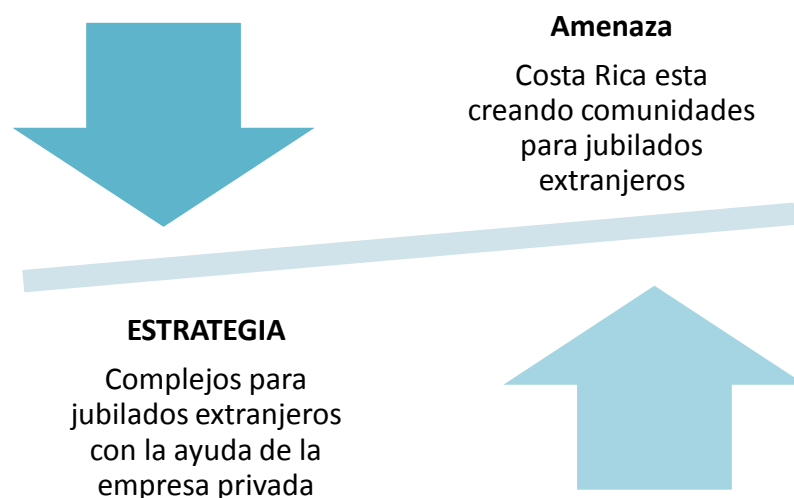 Amenaza
Costa Rica esta
creando comunidades
para jubilados
extranjeros
ESTRATEGIA
Complejos para
jubilados extranjeros
con la ayuda de la
empresa privada